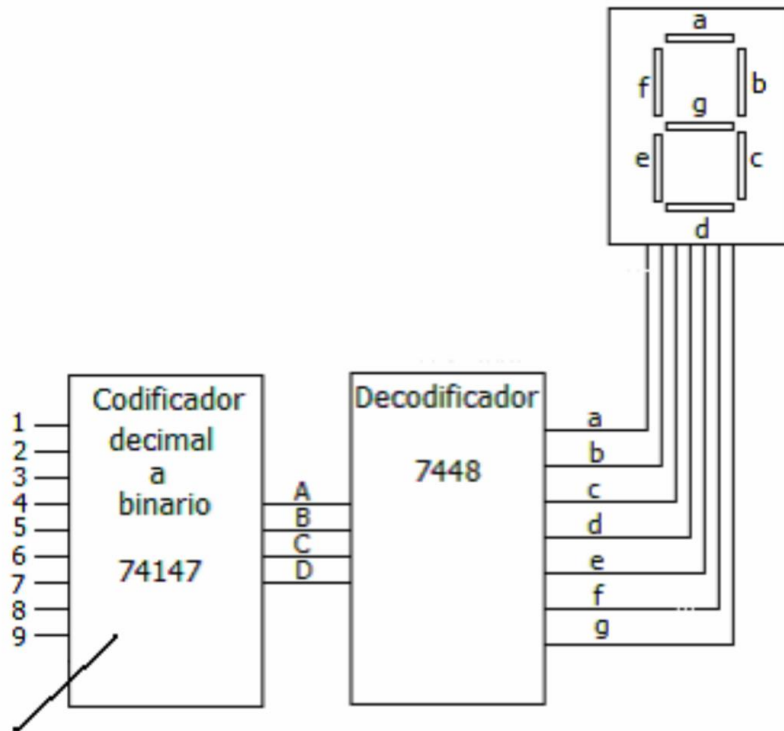 a
f
b
g
e
c
d
Codificador
decimal
a
binario
74147
1
2
3
4
5
6
7
8
9
A
B
C
D
Decodificador
7448
a
b
c
d
e
f
g